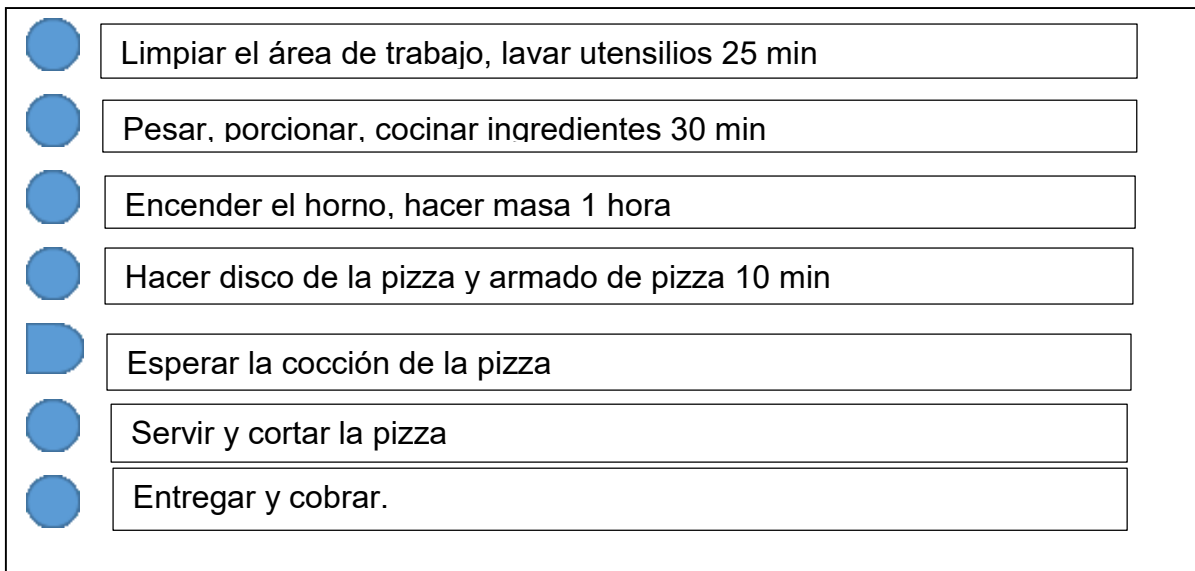 Limpiar el área de trabajo, lavar utensilios 25 min
Pesar, porcionar, cocinar ingredientes 30 min
Encender el horno, hacer masa 1 hora
Hacer disco de la pizza y armado de pizza 10 min
Esperar la cocción de la pizza
Servir y cortar la pizza
Entregar y cobrar.